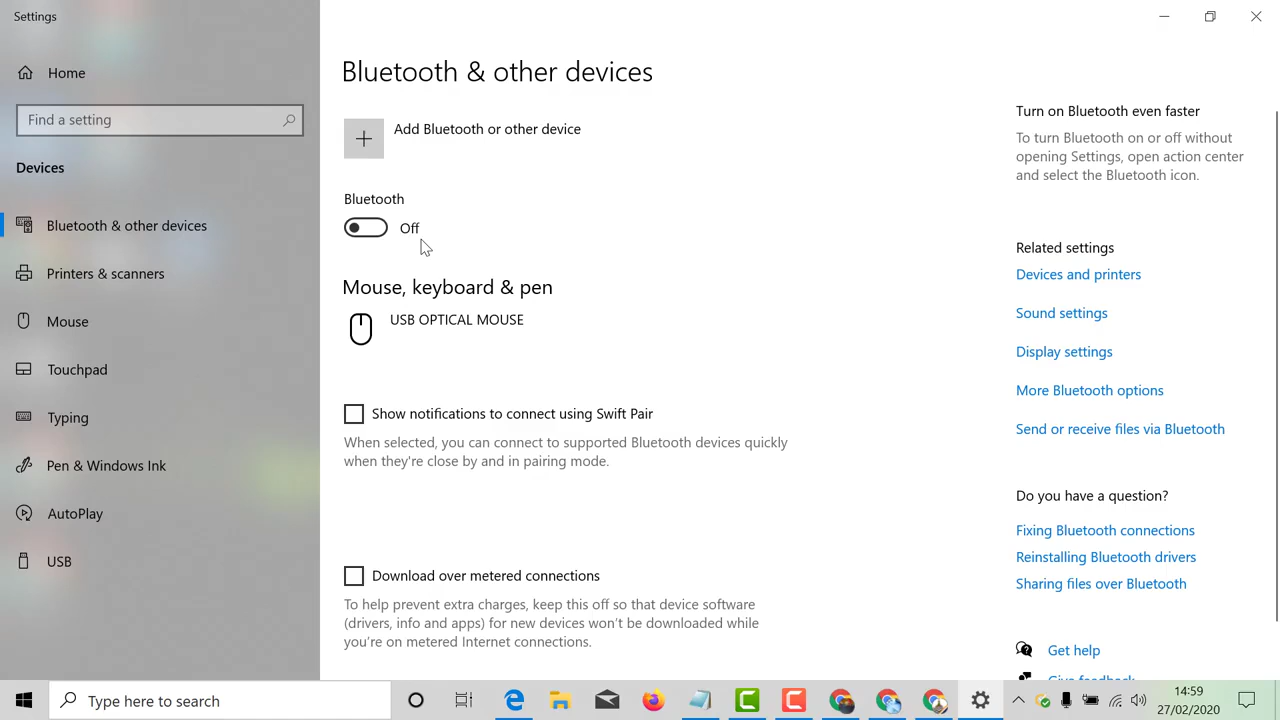 Settings
Home
Find a setting
Devices
Bluetooth & other devices
Printers & scanners
Mouse
Touchpad
Typing
Pen & Windows Ink
AutoPlay
USB
Bluetooth & other devices
Add Bluetooth or other device
Bluetooth
Off
Mouse, keyboard & pen
USB OPTICAL MOUSE
Show notifications to connect using Swift Pair
When selected, you can connect to supported Bluetooth devices quickly
when they're close by and in pairing mode.
Download over metered connections
To help prevent extra charges, keep this off so that device software
(drivers, info and apps) for new devices won't be downloaded while
you're on metered Internet connections.
Turn on Bluetooth even faster
To turn Bluetooth on or off without
opening Settings, open action center
and select the Bluetooth icon.
Related settings
Devices and printers
Sound settings
Display settings
More Bluetooth options
Send or receive files via Bluetooth
Do you have a question?
Fixing Bluetooth connections
Reinstalling Bluetooth drivers
Sharing files over Bluetooth
Get help
Give feedback
Type here to search
14:59
27/02/2020